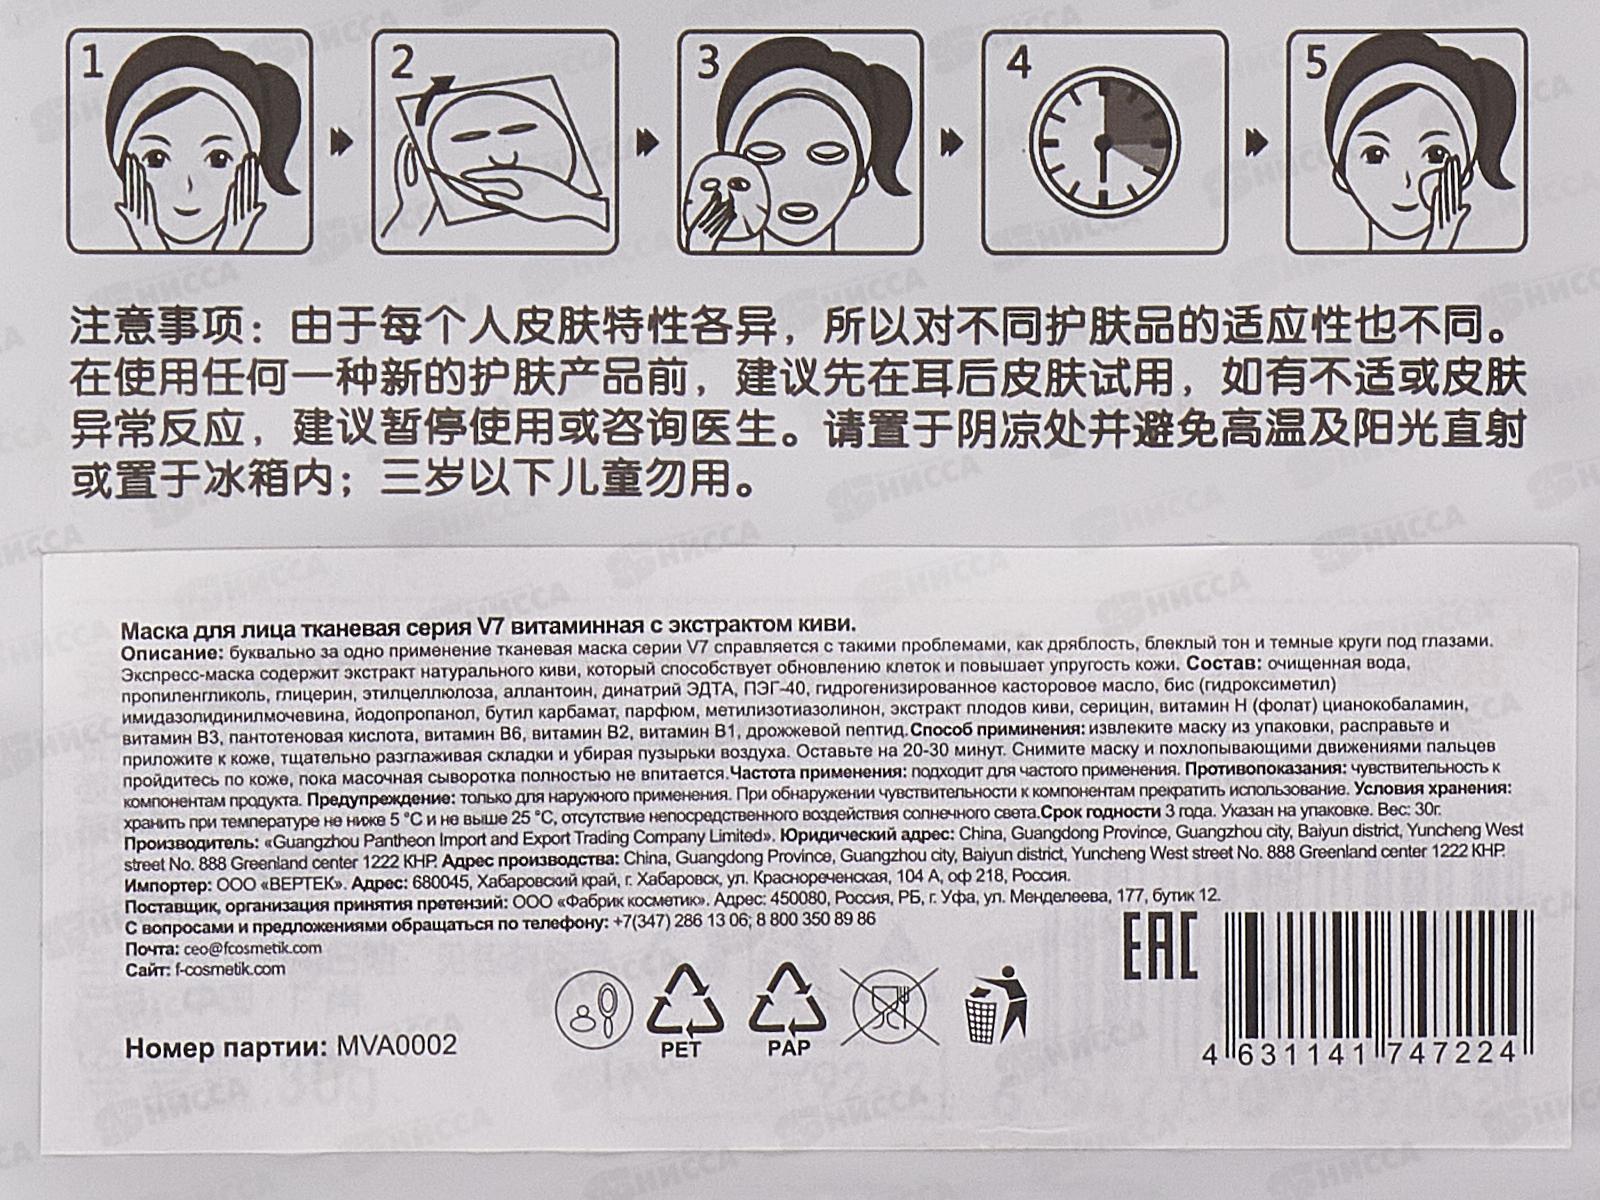 1
2
3
4
5
注意事项：由于每个人皮肤特性各异，所以对不同护肤品的适应性也不同。
在使用任何一种新的护肤产品前，建议先在耳后皮肤试用，如有不适或皮肤
异常反应，建议暂停使用或咨询医生。请置于阴凉处并避免高温及阳光直射
或置于冰箱内；三岁以下儿童勿用。
Маска для лица тканевая серия V7 витаминная с экстрактом киви.
Описание: буквально за одно применение тканевая маска серии V7 справляется с такими проблемами, как дряблость, блеклый тон и темные круги под глазами.
Экспресс-маска содержит экстракт натурального киви, который способствует обновлению клеток и повышает упругость кожи. Состав: очищенная вода,
пропиленгликоль, глицерин, этилцеллюлоза, аллантоин, динатрий ЭДТА, ПЭГ-40, гидрогенизированное касторовое масло, бис (гидроксиметил)
имидазолидинилмочевина, йодопропанол, бутил карбамат, парфюм, метилизотиазолинон, экстракт плодов киви, серицин, витамин H (фолат) цианокобаламин,
витамин B3, пантотеновая кислота, витамин B6, витамин B2, витамин B1, дрожжевой пептид.Способ приминения: извлеките маску из упаковки, расправьте и
приложите к коже, тщательно разглаживая складки и убирая пузырьки воздуха. Оставьте на 20-30 минут. Снимите маску и похлопывающими движениями пальцев
пройдитесь по коже, пока масочная сыворотка полностью не впитается.Частота применения: подходит для частого применения. Противопоказания: чувствительность к
компонентам продукта. Предупреждение: только для наружного применения. При обнаружении чувствительности к компонентам прекратить использование. Условия хранения:
хранить при температуре не ниже 5 °C и не выше 25 °C, отсутствие непосредственного воздействия солнечного света.Срок годности 3 года. Указан на упаковке. Вес: 30г.
Производитель: «Guangzhou Pantheon Import and Export Trading Company Limited». Юридический адрес: China, Guangdong Province, Guangzhou city, Baiyun district, Yuncheng West
street No. 888 Greenland center 1222 КНР. Адрес производства: China, Guangdong Province, Guangzhou city, Baiyun district, Yuncheng West street No. 888 Greenland center 1222 КНР.
Импортер: ООО «ВЕРТЕК». Адрес: 680045, Хабаровский край, г. Хабаровск, ул. Краснореченская, 104 А, оф 218, Россия.
Поставщик, организация принятия претензий: ООО «Фабрик косметик». Адрес: 450080, Россия, РБ, г. Уфа, ул. Менделеева, 177, бутик 12.
С вопросами и предложениями обращаться по телефону: +7(347) 286 13 06; 8 800 350 89 86
Почта: ceo@fcosmetik.com
Сайт: f-cosmetik.com
EAC
PET
PAP
Номер партии: MVA0002
4 631141 747224
НИССА